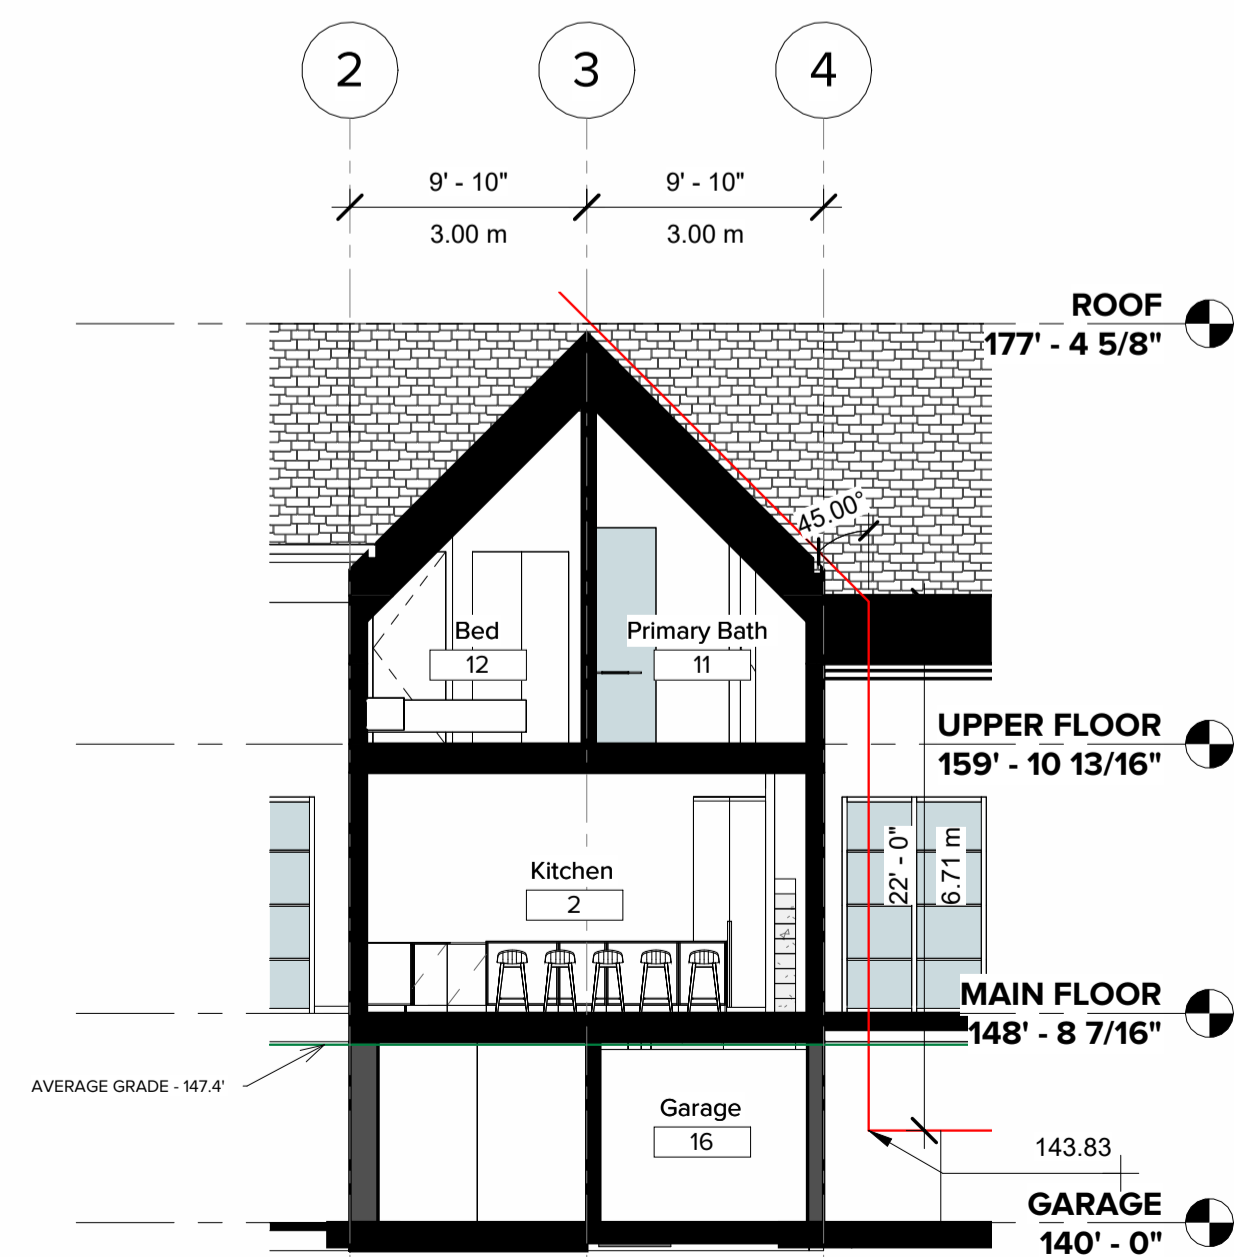 2
3
4
9' - 10"
9' - 10"
3.00 m
3.00 m
ROOF
177' - 4 5/8"
45.00°
Bed
12
Primary Bath
11
UPPER FLOOR
159' - 10 13/16"
22' - 0"
6.71 m
Kitchen
2
MAIN FLOOR
148' - 8 7/16"
AVERAGE GRADE - 147.4'
Garage
16
143.83
GARAGE
140' - 0"